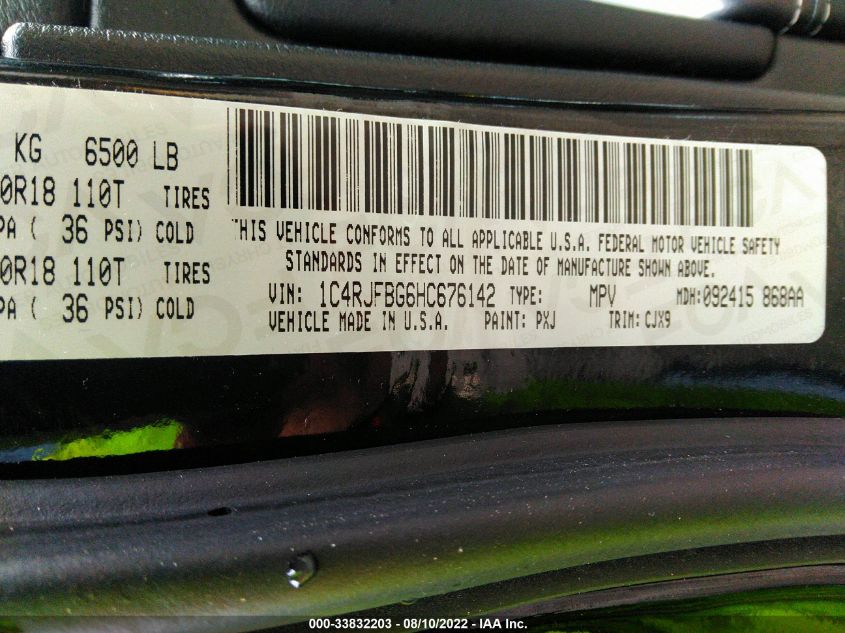 KG 6500 LB
0R18 110T TIRES
PA ( 36 PSI) COLD
0R18 110T TIRES
PA ( 36 PSI) COLD
THIS VEHICLE CONFORMS TO ALL APPLICABLE U.S.A. FEDERAL MOTOR VEHICLE SAFETY
STANDARDS IN EFFECT ON THE DATE OF MANUFACTURE SHOWN ABOVE.
VIN: 1C4RJFBG6HC676142 TYPE: MPV MDH:092415 868AA
VEHICLE MADE IN U.S.A. PAINT: PXJ TRIM: CJX9
000-33832203 - 08/10/2022 - IAA Inc.